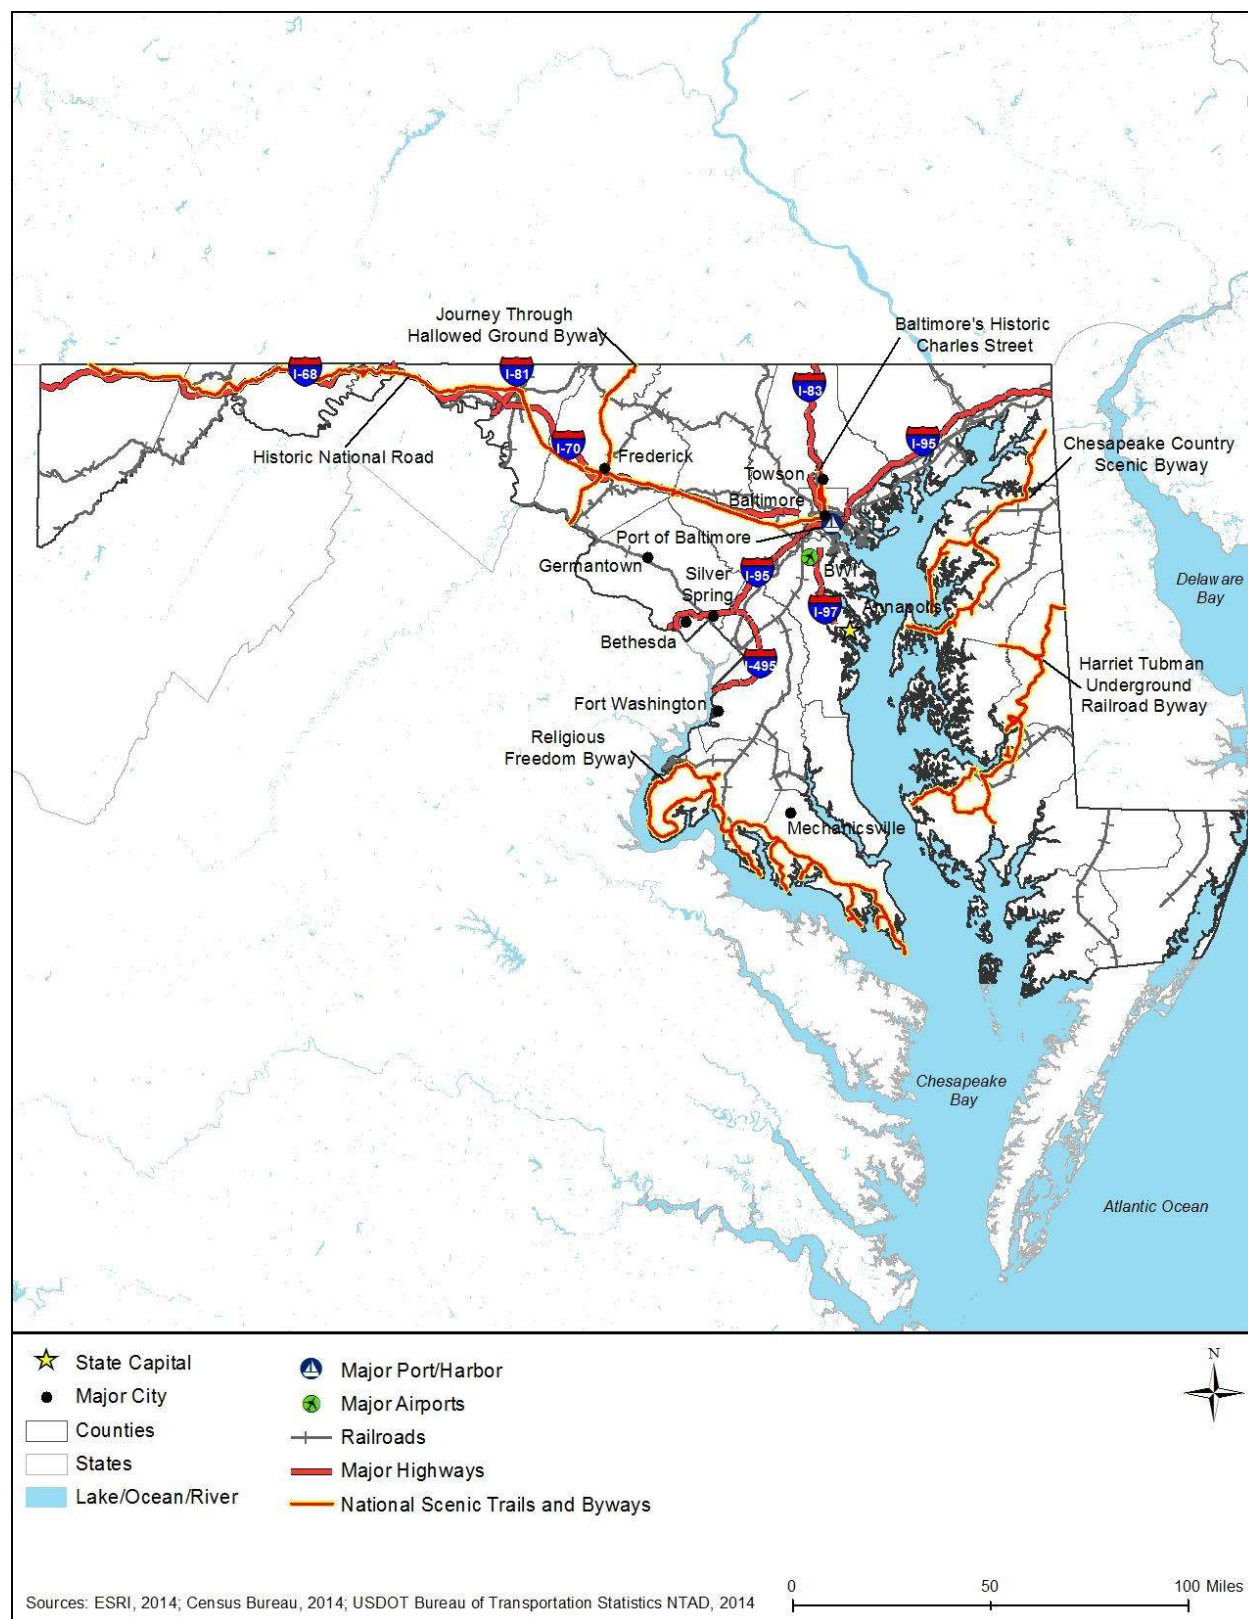 Journey Through
Hallowed Ground Byway
Baltimore's Historic
Charles Street
I-68
I-81
I-83
I-70
I-95
Historic National Road
Frederick
Towson
Chesapeake Country
Scenic Byway
Baltimore
Port of Baltimore
Germantown
Silver
Spring
I-95
BWI
Delaware
Bay
I-97
Annapolis
Bethesda
I-495
Harriet Tubman
Underground
Railroad Byway
Fort Washington
Religious
Freedom Byway
Mechanicsville
Chesapeake
Bay
Atlantic Ocean
State Capital
Major City
Counties
States
Lake/Ocean/River
Major Port/Harbor
Major Airports
Railroads
Major Highways
National Scenic Trails and Byways
N
0 50 100 Miles
Sources: ESRI, 2014; Census Bureau, 2014; USDOT Bureau of Transportation Statistics NTAD, 2014